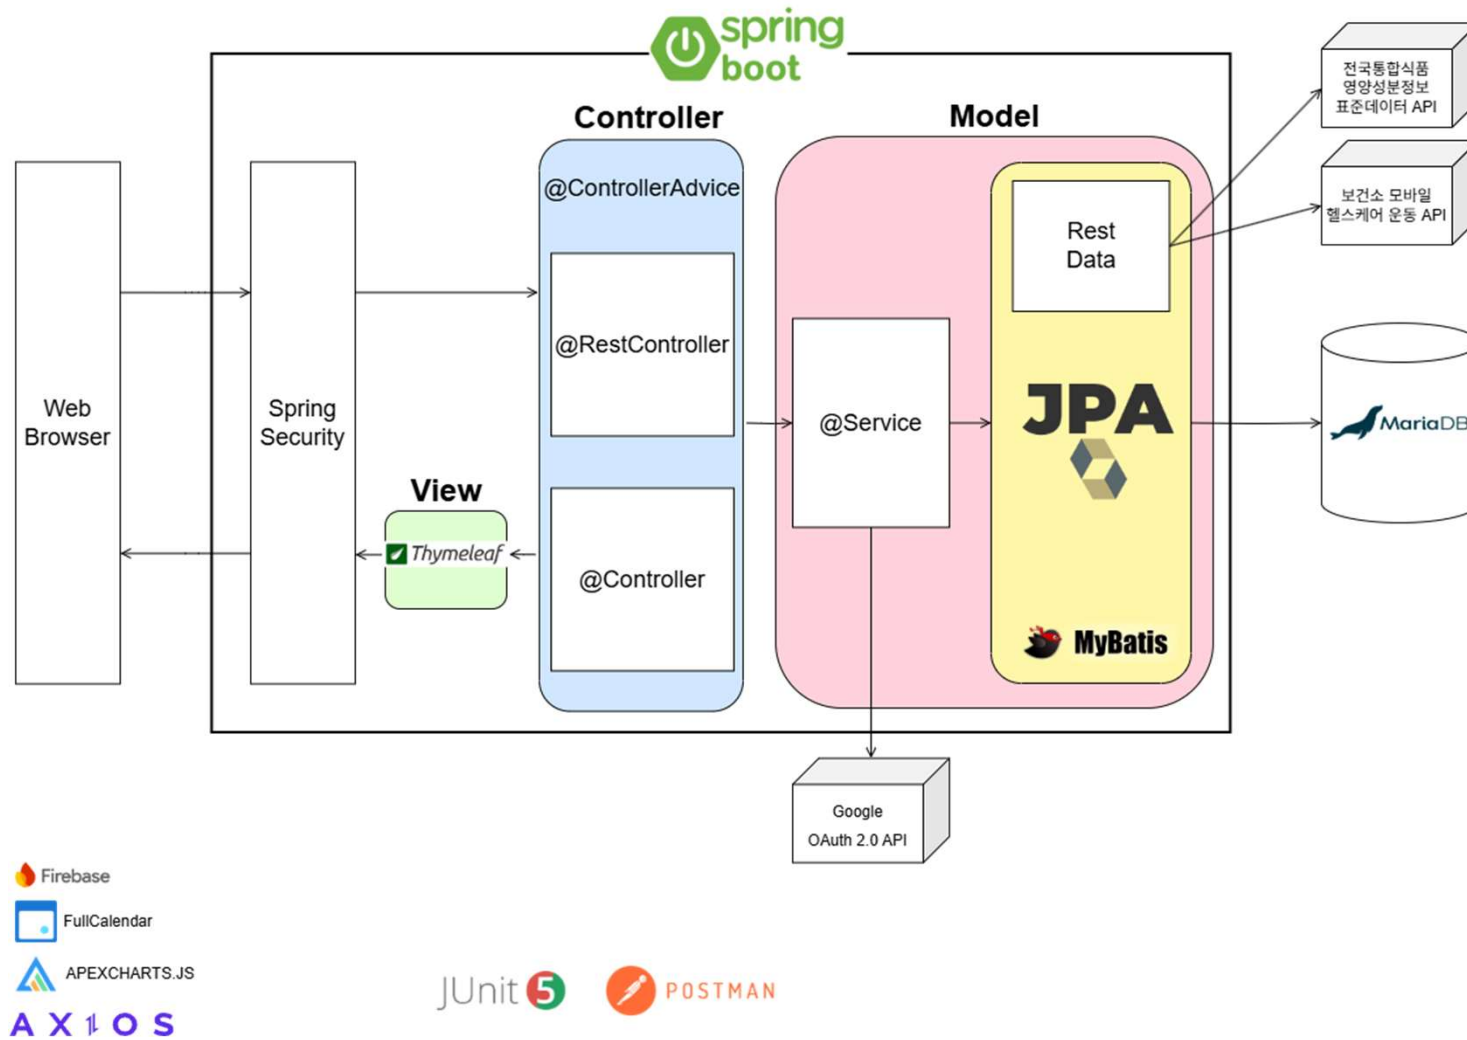 spring
boot
Controller
Model
전국통합식품
영양성분정보
표준데이터 API
@ControllerAdvice
보건소 모바일
헬스케어 운동 API
Rest
Data
@RestController
Web
Browser
Spring
Security
@Service
JPA
MariaDB
View
Thymeleaf
@Controller
MyBatis
Google
OAuth 2.0 API
Firebase
FullCalendar
APEXCHARTS.JS
AXIOS
JUnit 5
POSTMAN